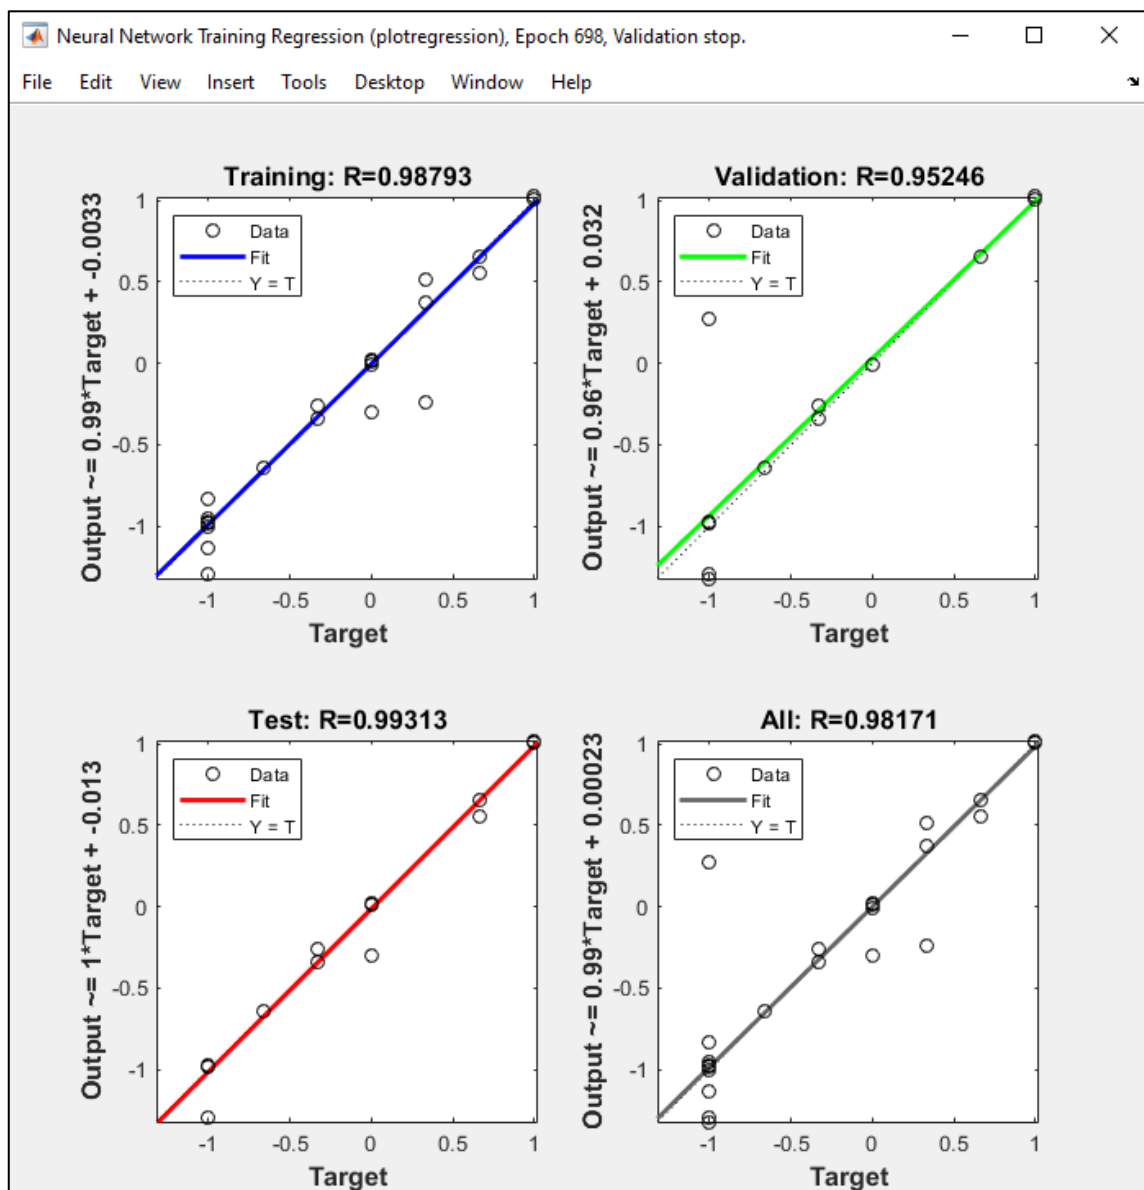 Neural Network Training Regression (plotregression), Epoch 698, Validation stop.
File Edit View Insert Tools Desktop Window Help
Training: R=0.98793
Output ~= 0.99*Target + -0.0033
Data
Fit
Y = T
1
0.5
0
-0.5
-1
-1 -0.5 0 0.5 1
Target
Validation: R=0.95246
Output ~= 0.96*Target + 0.032
Data
Fit
Y = T
1
0.5
0
-0.5
-1
-1 -0.5 0 0.5 1
Target
Test: R=0.99313
Output ~= 1*Target + -0.013
Data
Fit
Y = T
1
0.5
0
-0.5
-1
-1 -0.5 0 0.5 1
Target
All: R=0.98171
Output ~= 0.99*Target + 0.00023
Data
Fit
Y = T
1
0.5
0
-0.5
-1
-1 -0.5 0 0.5 1
Target